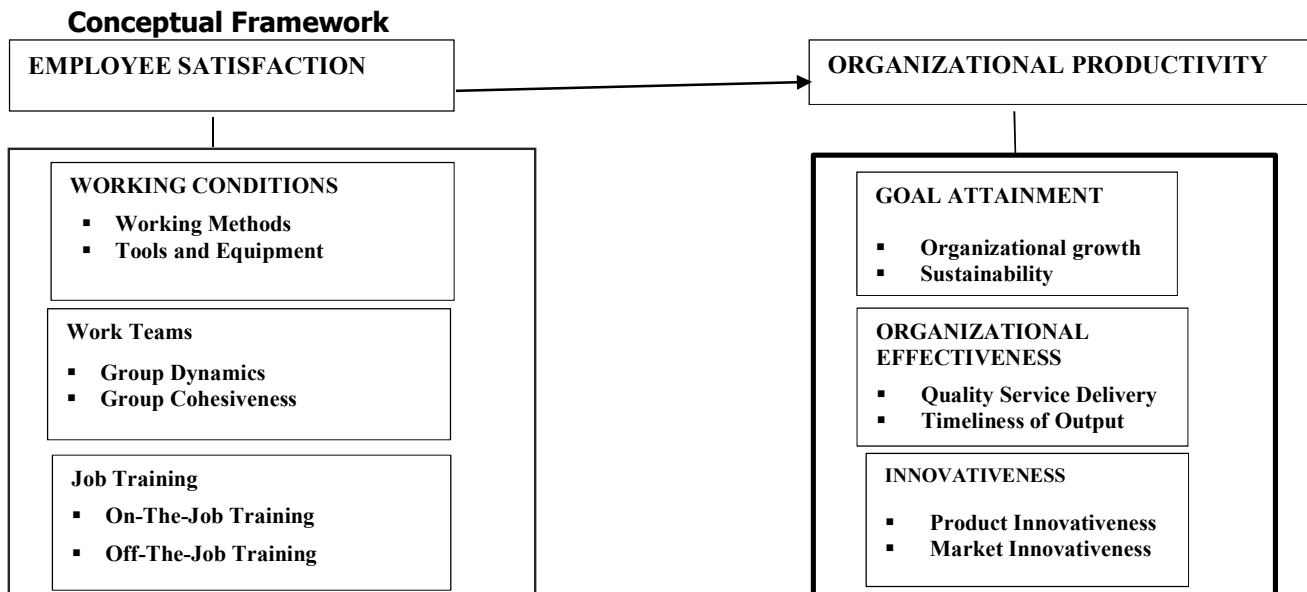 Conceptual Framework
EMPLOYEE SATISFACTION
ORGANIZATIONAL PRODUCTIVITY
WORKING CONDITIONS
▪ Working Methods
▪ Tools and Equipment
Work Teams
▪ Group Dynamics
▪ Group Cohesiveness
Job Training
▪ On-The-Job Training
▪ Off-The-Job Training
GOAL ATTAINMENT
▪ Organizational growth
▪ Sustainability
ORGANIZATIONAL
EFFECTIVENESS
▪ Quality Service Delivery
▪ Timeliness of Output
INNOVATIVENESS
▪ Product Innovativeness
▪ Market Innovativeness